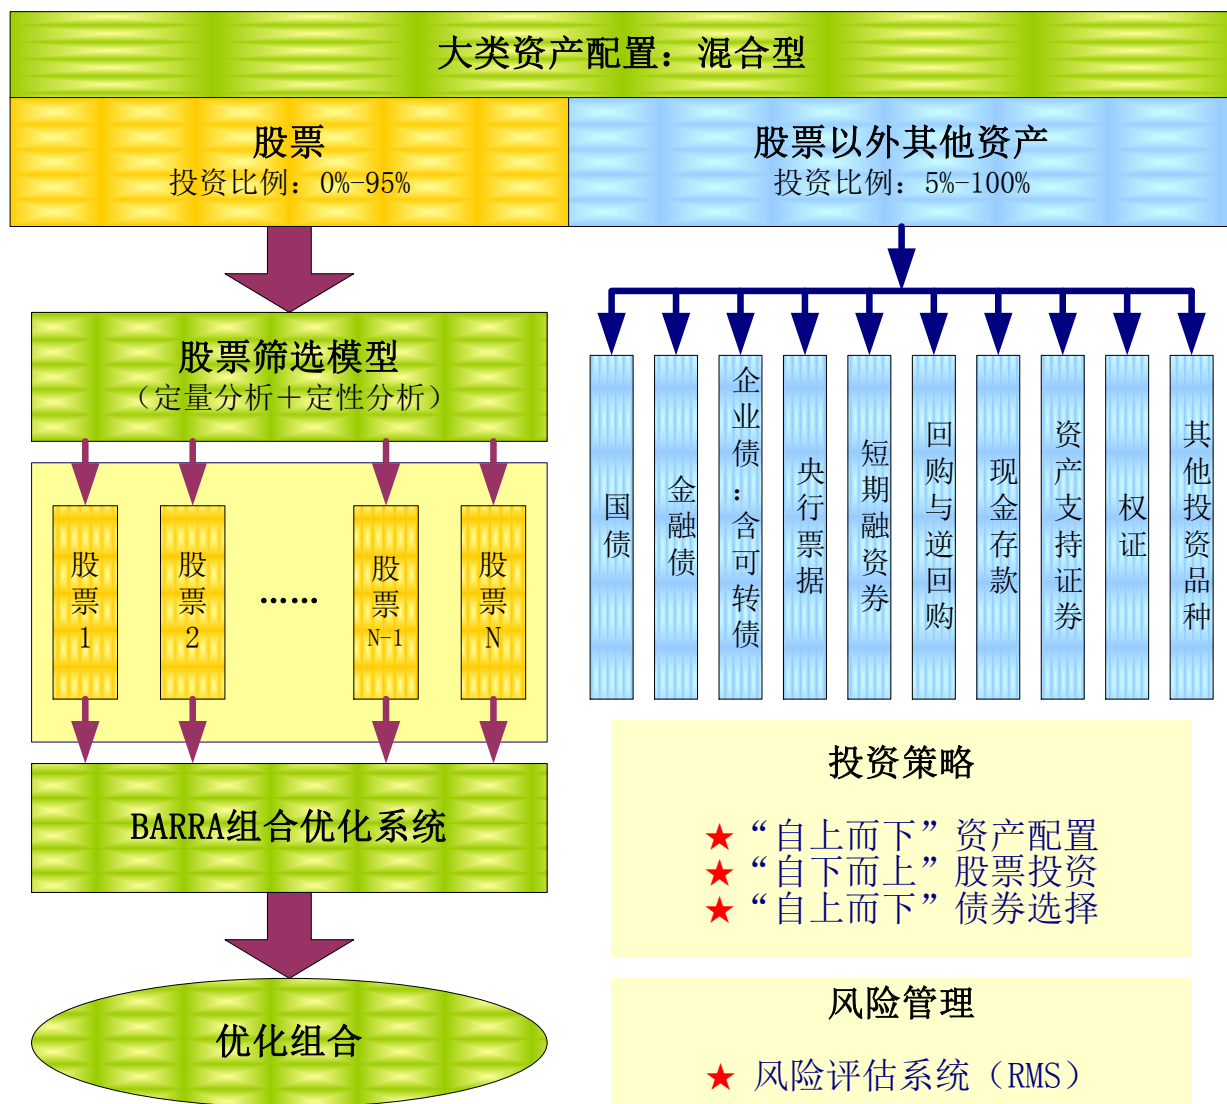 大类资产配置：混合型
股票
投资比例：0%-95%
股票以外其他资产
投资比例：5%-100%
股票筛选模型
（定量分析＋定性分析）
股票1
股票2
……
股票N-1
股票N
BARRA组合优化系统
优化组合
国债
金融债
企业债：含可转债
央行票据
短期融资券
回购与逆回购
现金存款
资产支持证券
权证
其他投资品种
投资策略
★“自上而下”资产配置
★“自下而上”股票投资
★“自上而下”债券选择
风险管理
★ 风险评估系统（RMS）